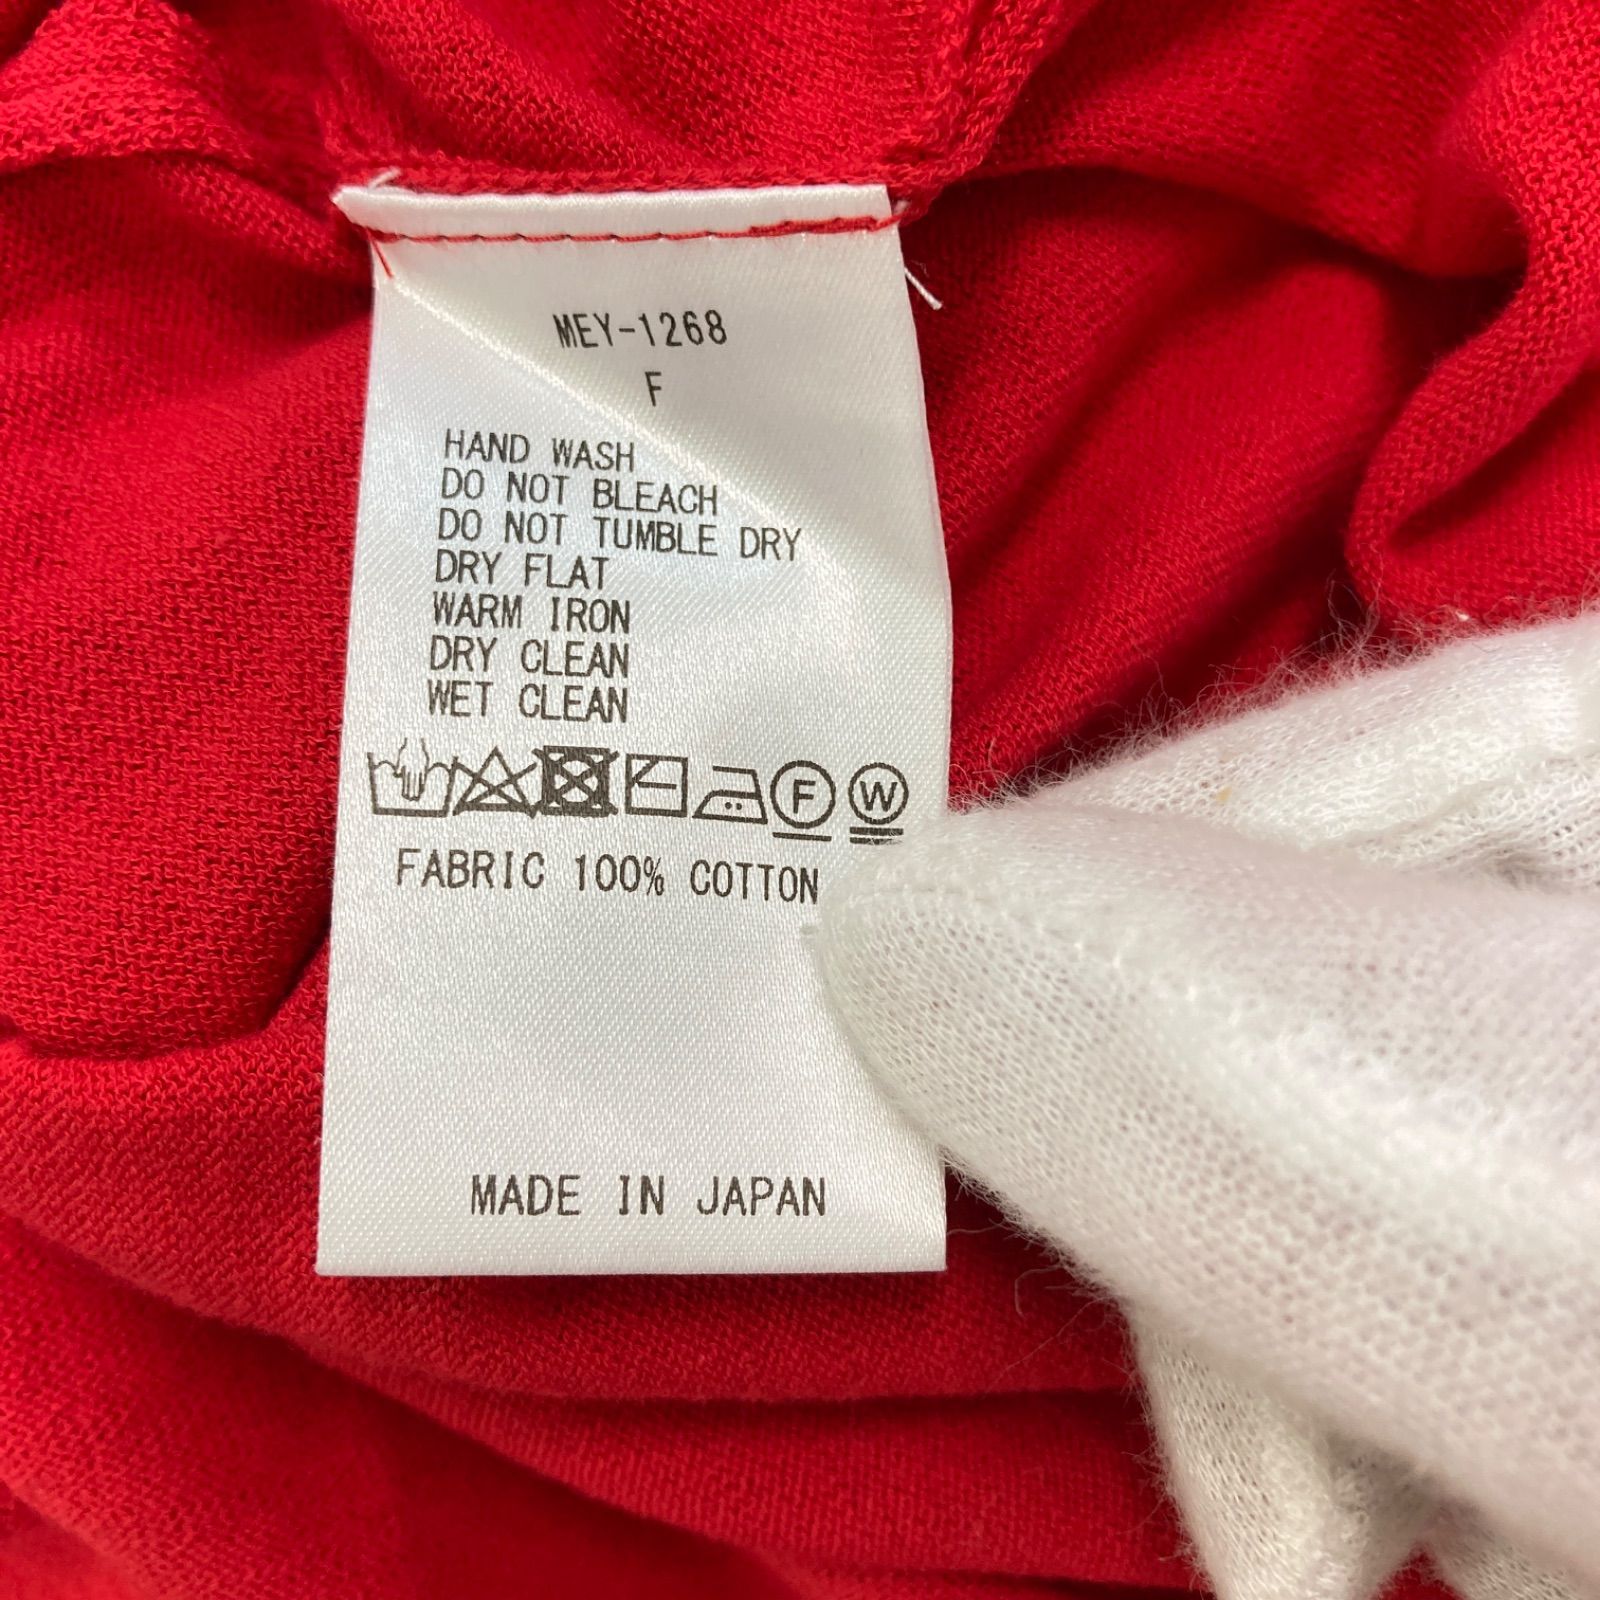 MEY-1268
F
HAND WASH
DO NOT BLEACH
DO NOT TUMBLE DRY
DRY FLAT
WARM IRON
DRY CLEAN
WET CLEAN
F W
FABRIC 100% COTTON
MADE IN JAPAN